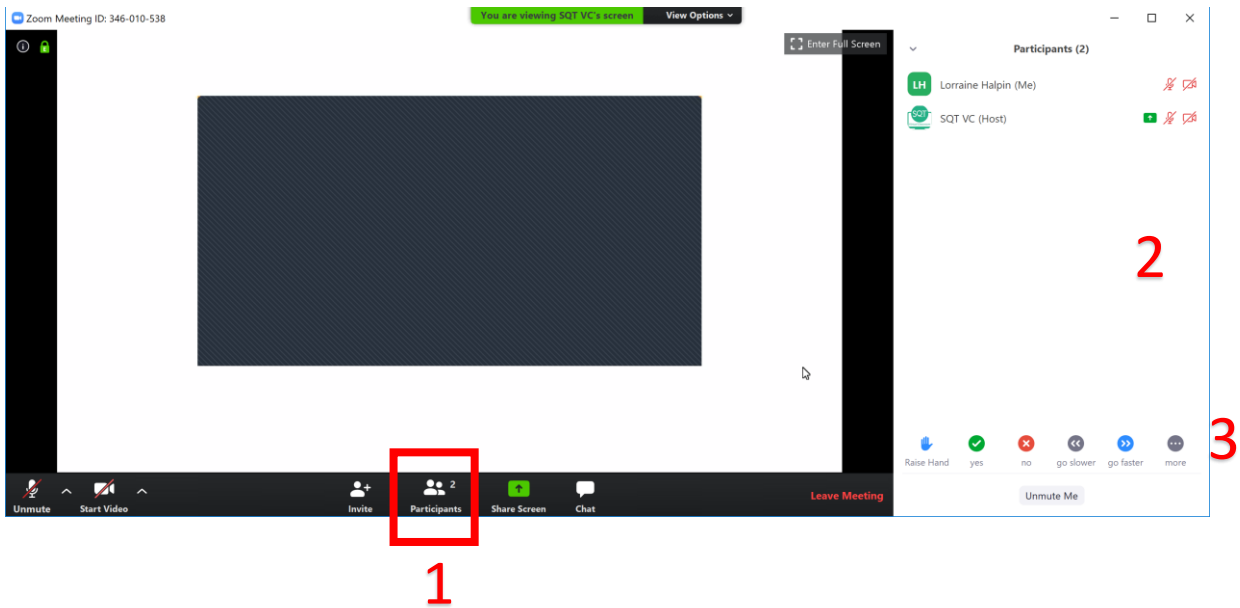 Zoom Meeting ID: 346-010-538
You are viewing SQT VC's screen View Options
Enter Full Screen
Participants (2)
LH Lorraine Halpin (Me)
SQT SQT VC (Host)
2
3
Raise Hand yes no go slower go faster more
Unmute Me
Unmute Start Video Invite Participants 2 Share Screen Chat Leave Meeting
1